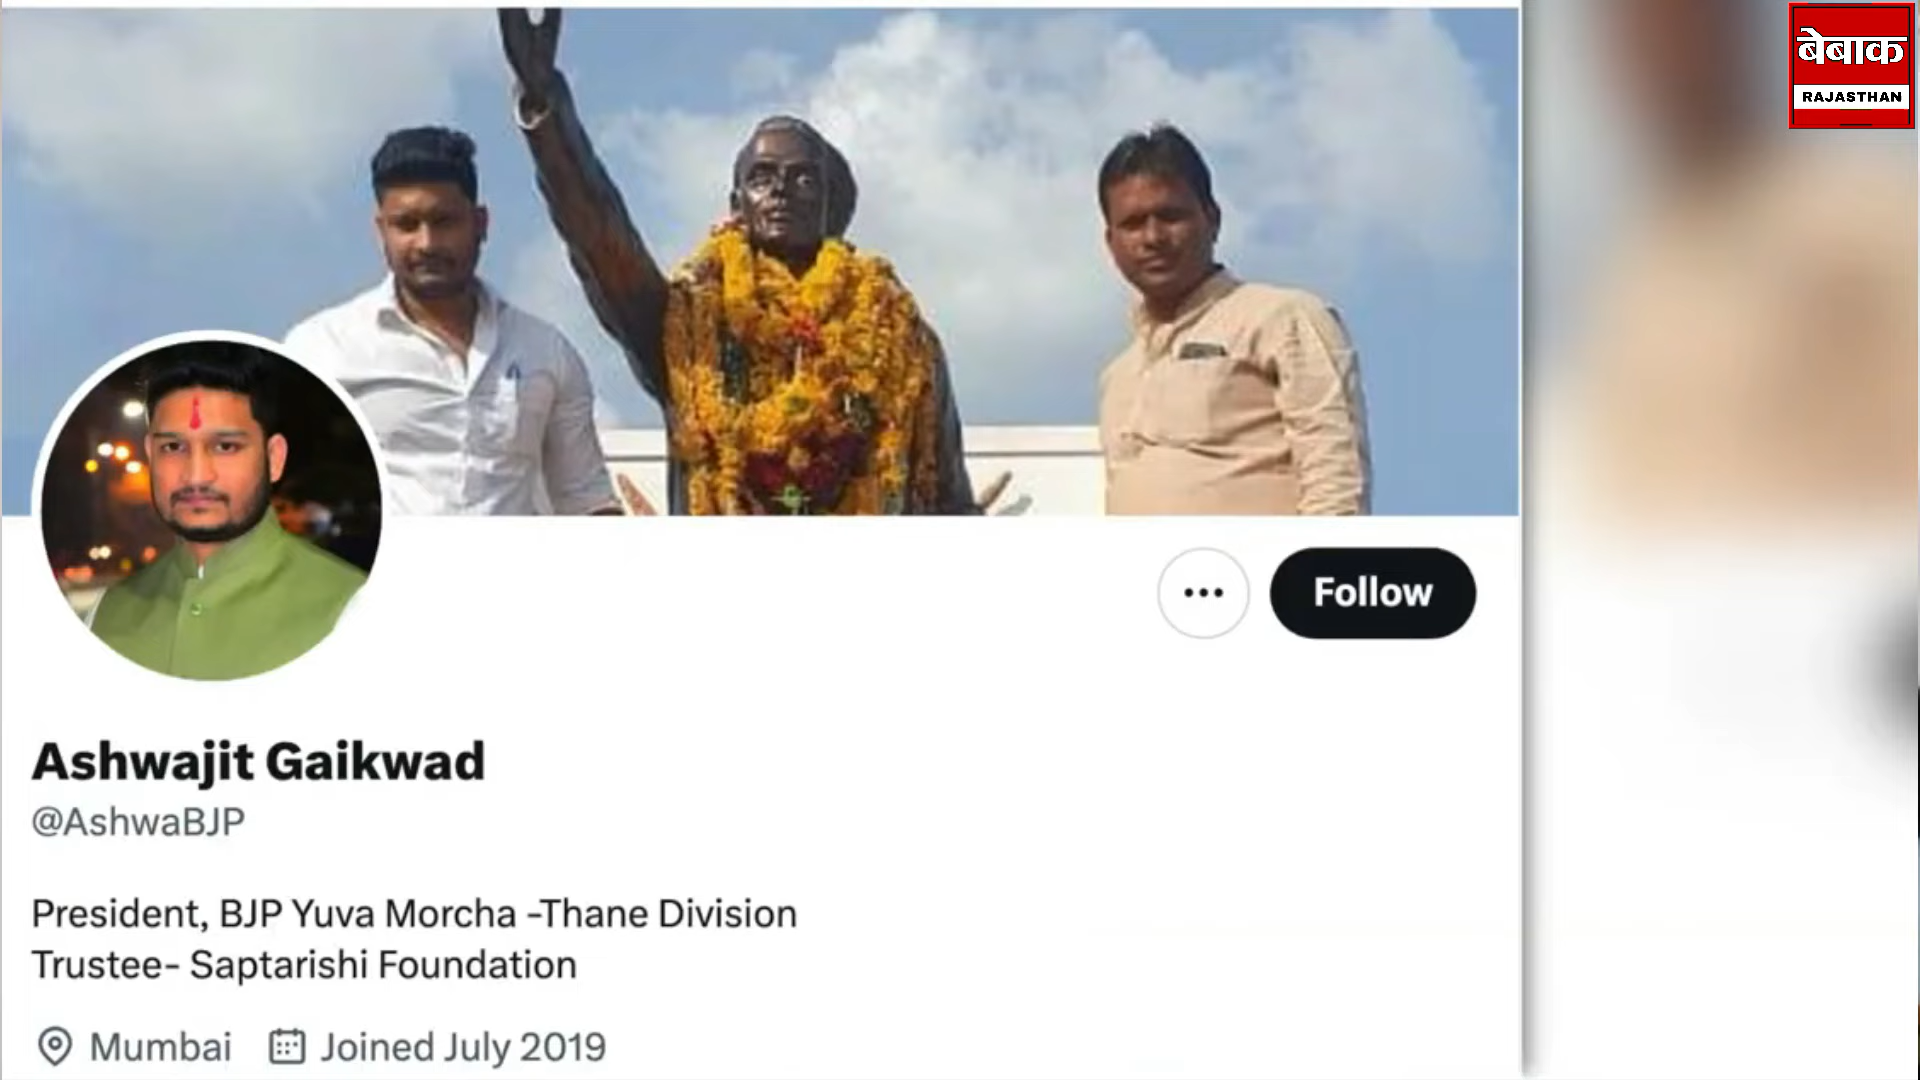 बेबाक
RAJASTHAN
Follow
Ashwajit Gaikwad
@AshwaBJP
President, BJP Yuva Morcha -Thane Division
Trustee- Saptarishi Foundation
Mumbai Joined July 2019